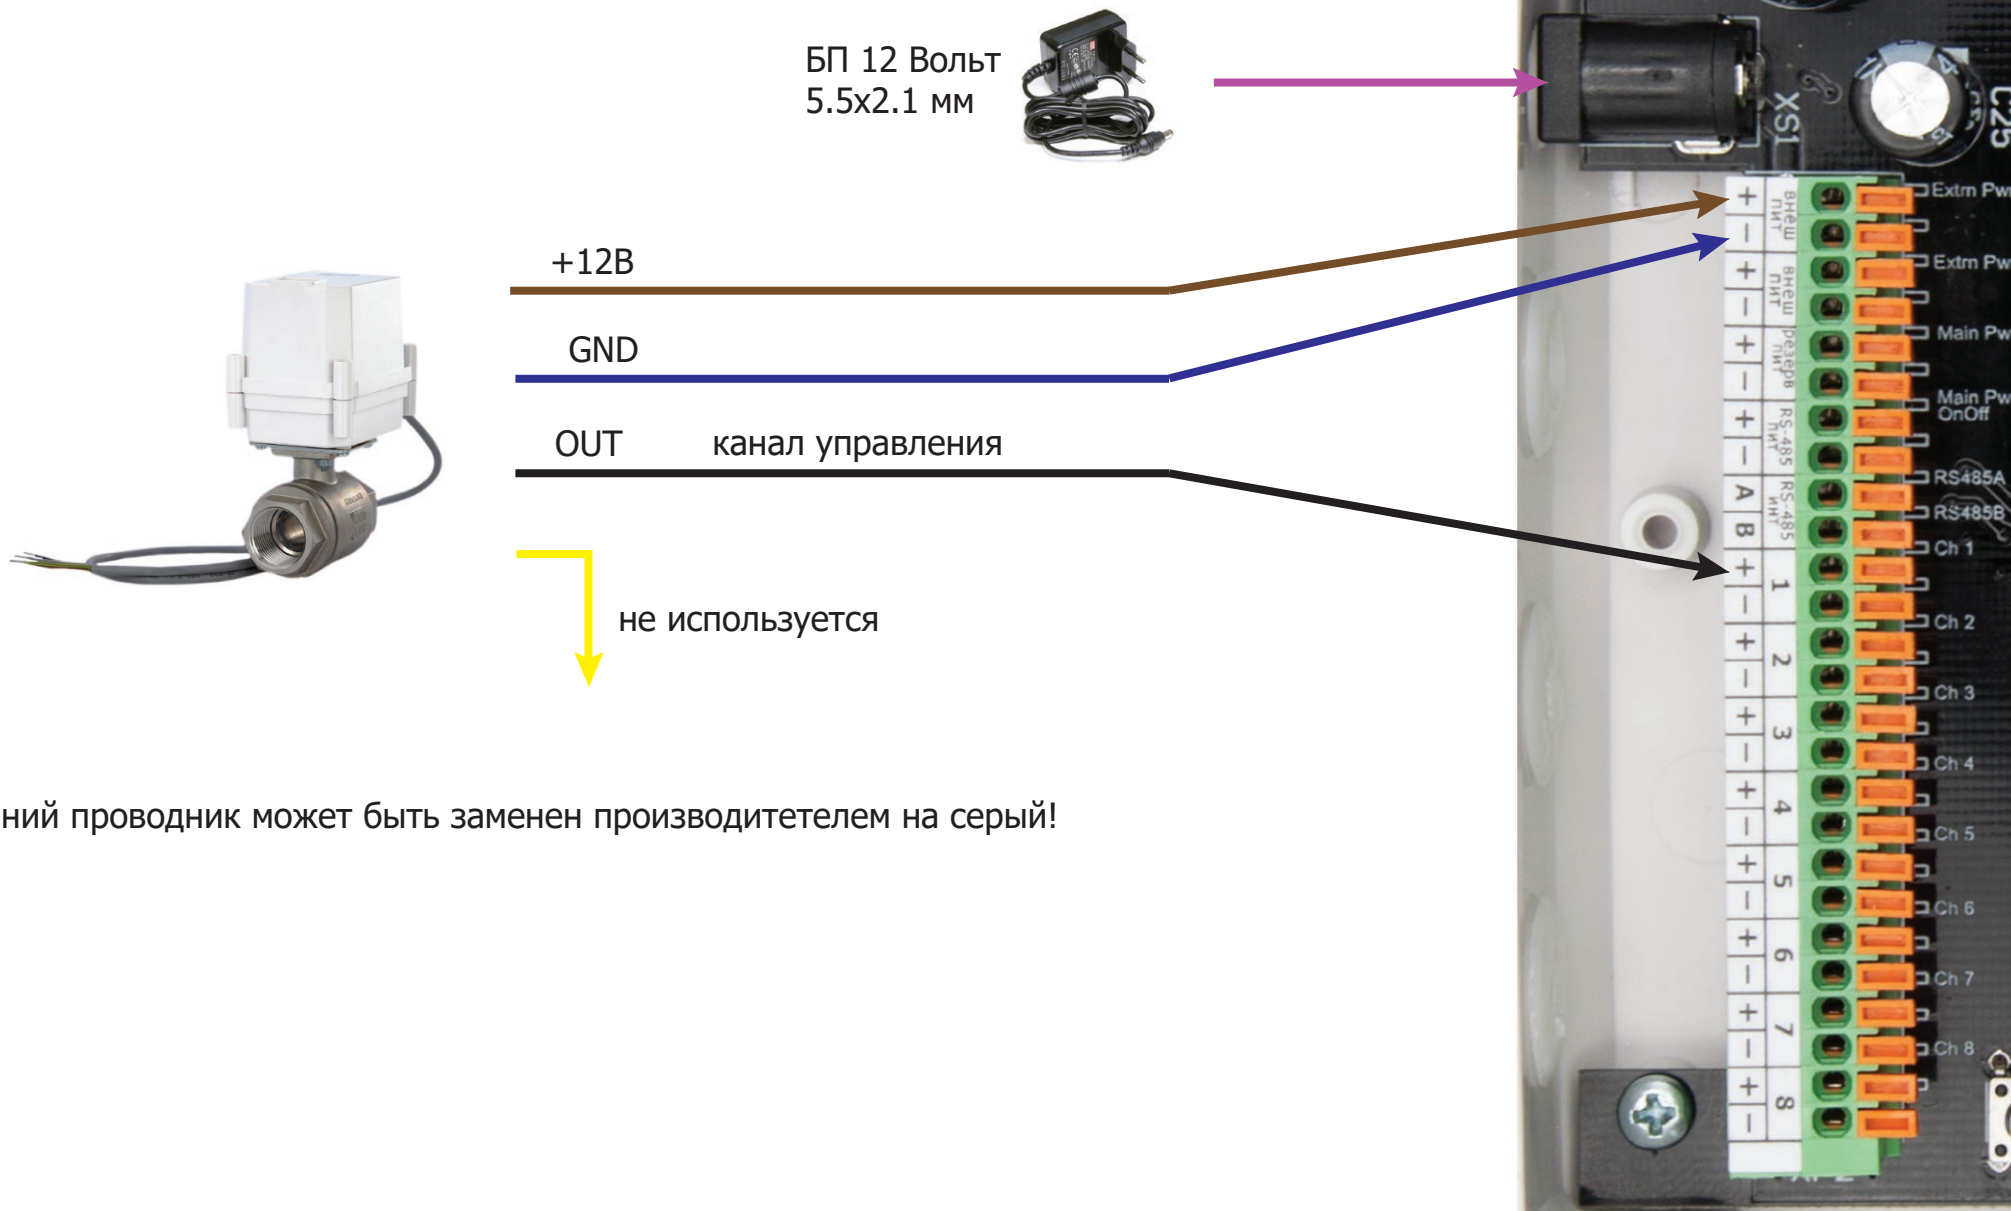 БП 12 Вольт
5.5x2.1 мм
+12В
GND
OUT канал управления
не используется
ний проводник может быть заменен производитетелем на серый!
XS1
C25
+
−
внеш
пит
+
−
внеш
пит
+
−
резерв
пит
+
−
RS-485
пит
A
B
RS-485
инт
+
−
1
+
−
2
+
−
3
+
−
4
+
−
5
+
−
6
+
−
7
+
−
8
Extrn Pwr
Extrn Pw
Main Pw
Main Pw
OnOff
RS485A
RS485B
Ch 1
Ch 2
Ch 3
Ch 4
Ch 5
Ch 6
Ch 7
Ch 8